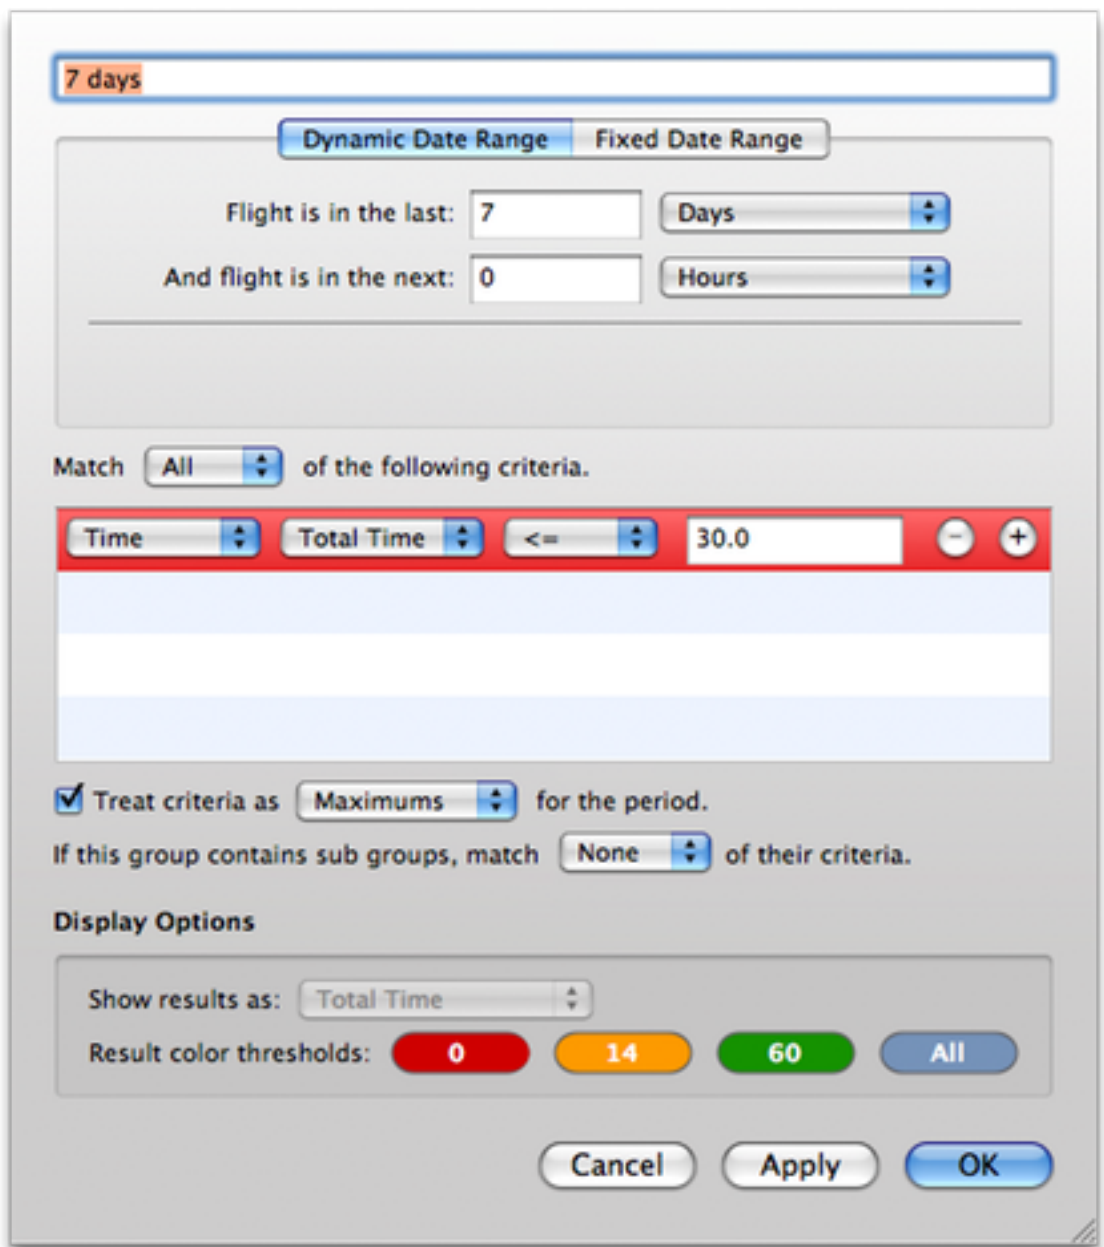 7 days
Dynamic Date Range Fixed Date Range
Flight is in the last: 7 Days
And flight is in the next: 0 Hours
Match All of the following criteria.
Time Total Time <= 30.0 − +
Treat criteria as Maximums for the period.
If this group contains sub groups, match None of their criteria.
Display Options
Show results as: Total Time
Result color thresholds: 0 14 60 All
Cancel Apply OK